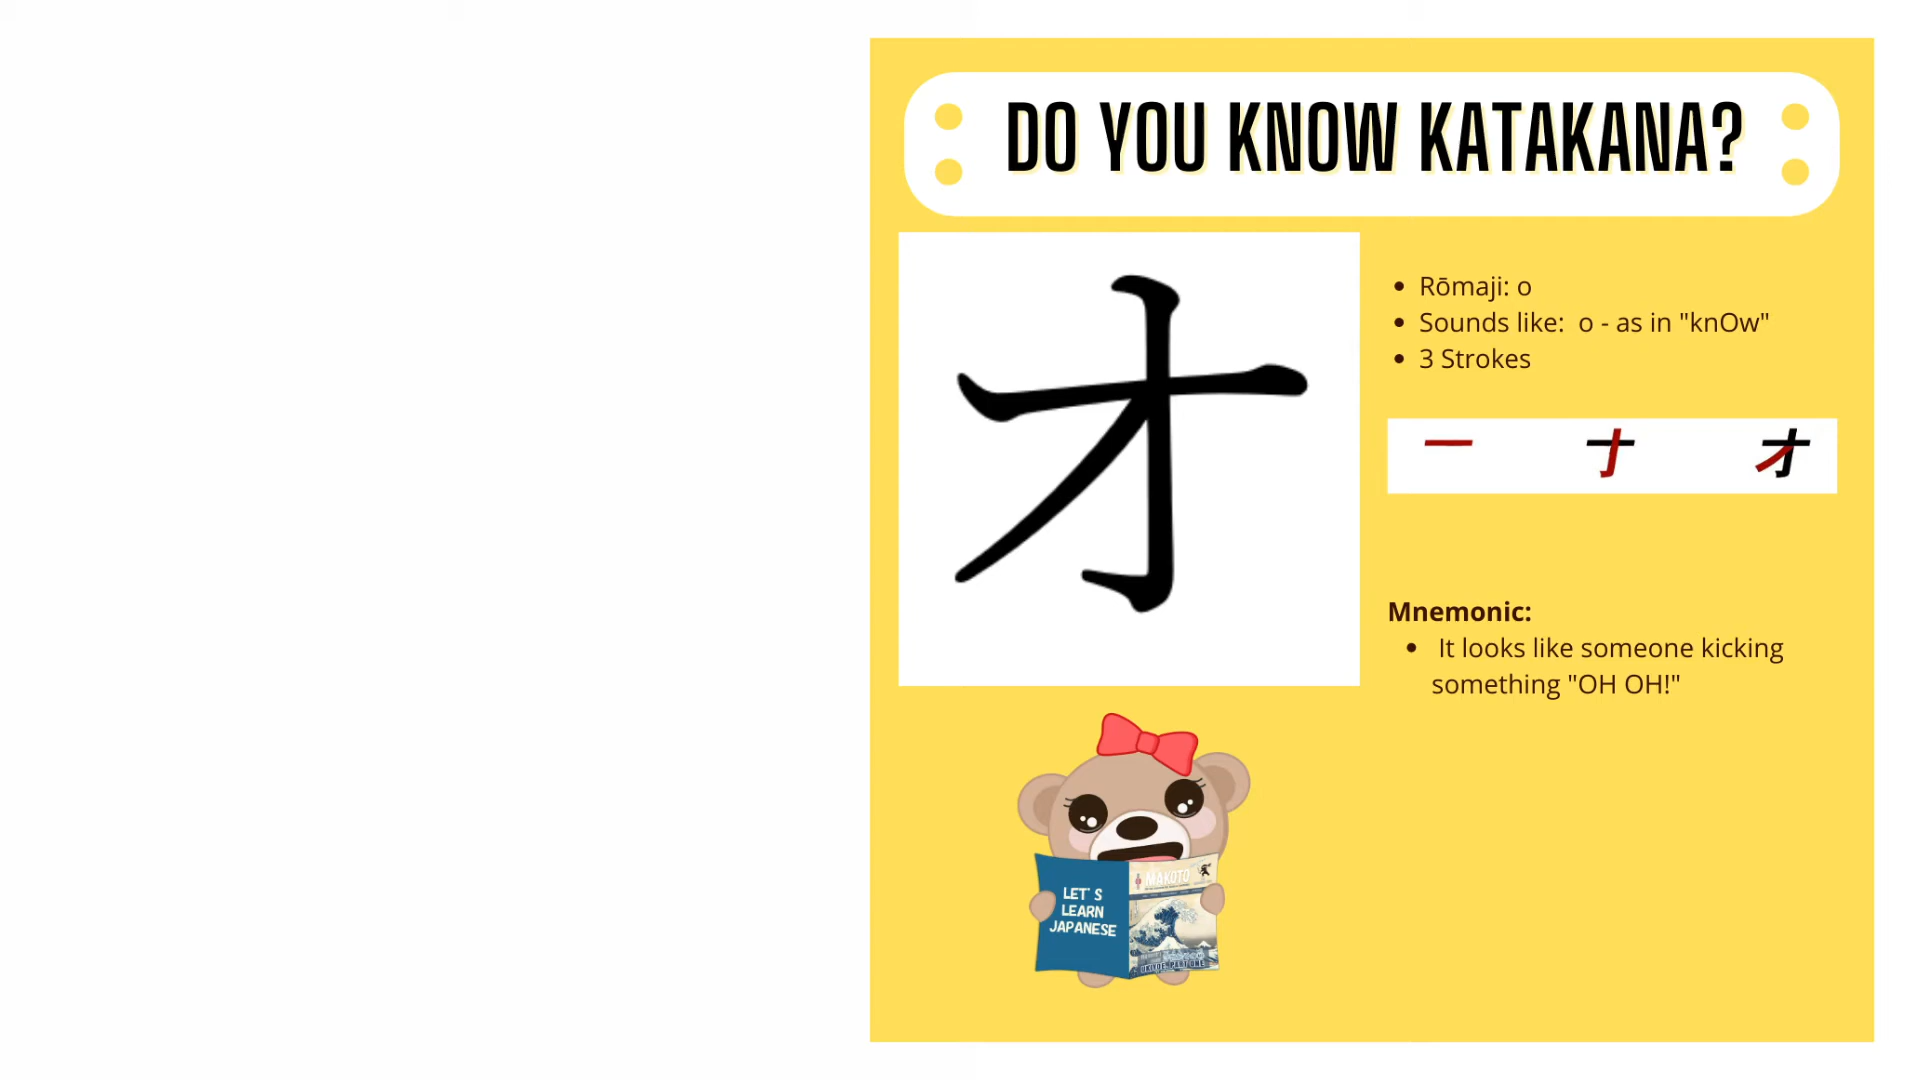 DO YOU KNOW KATAKANA?
オ
• Rōmaji: o
• Sounds like: o - as in "knOw"
• 3 Strokes
一 オ
Mnemonic:
• It looks like someone kicking
something "OH OH!"
LET'S
LEARN
JAPANESE
MAKOTO